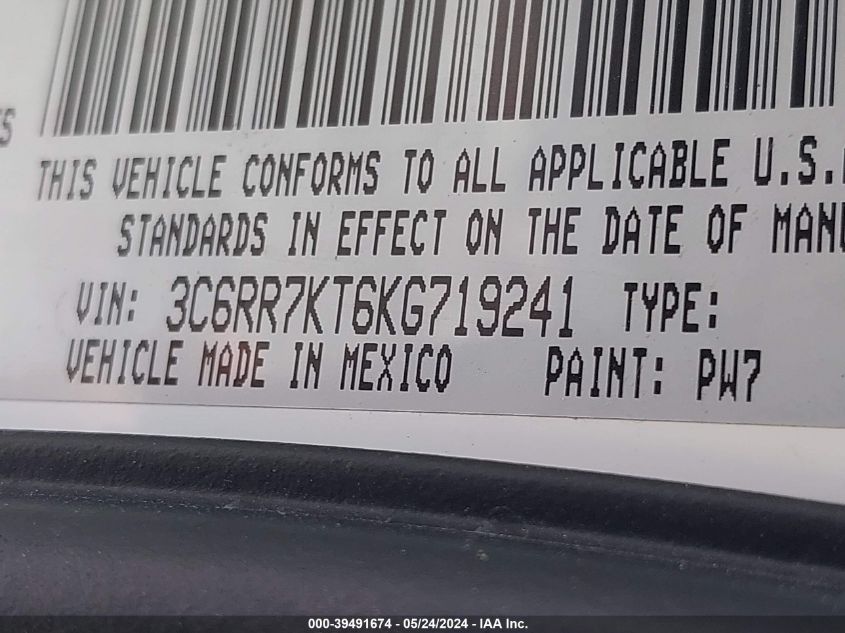 THIS VEHICLE CONFORMS TO ALL APPLICABLE U.S.
STANDARDS IN EFFECT ON THE DATE OF MANU
VIN: 3C6RR7KT6KG719241 TYPE:
VEHICLE MADE IN MEXICO PAINT: PW7
000-39491674 - 05/24/2024 - IAA Inc.